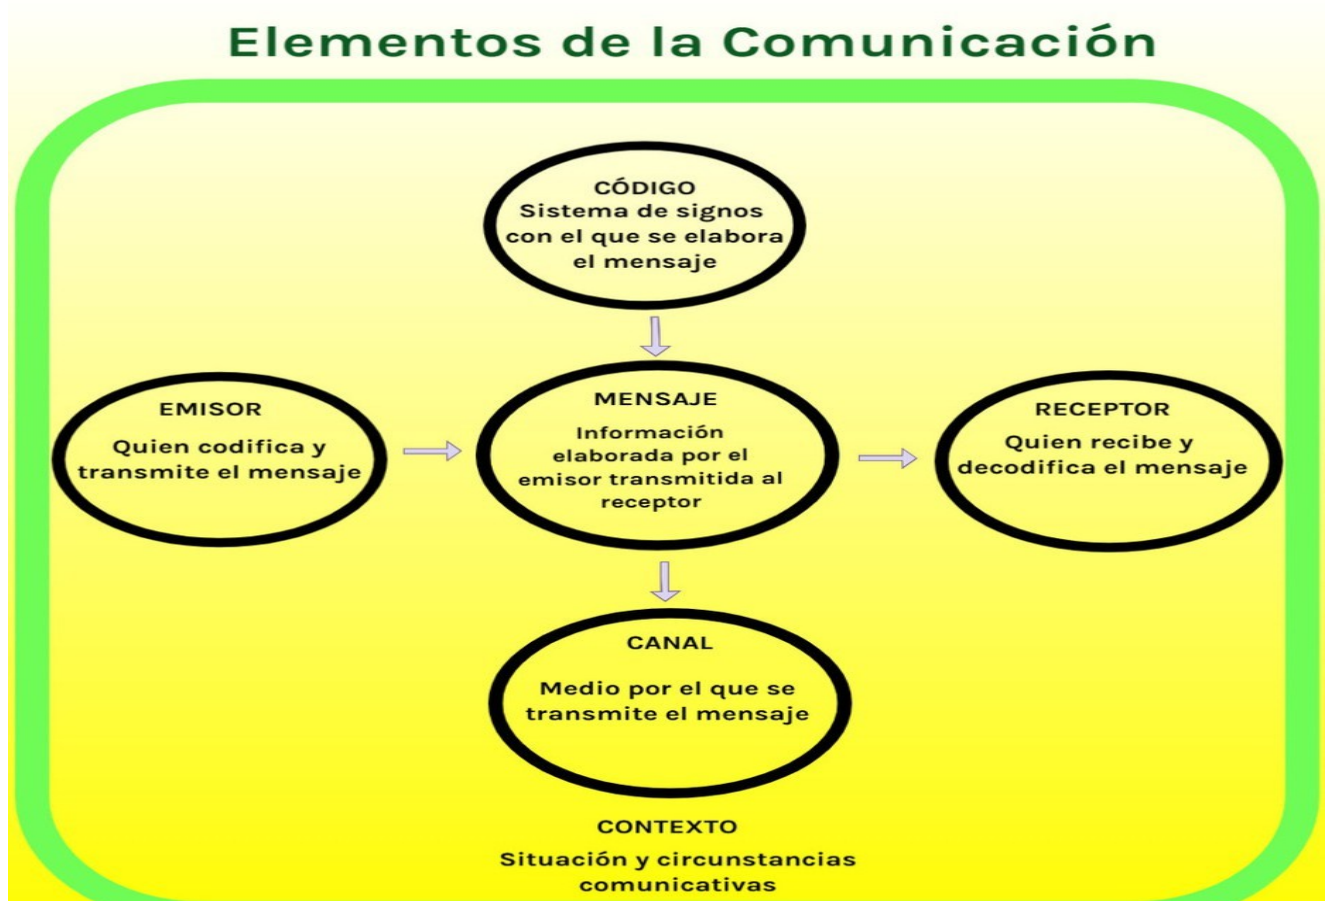 Elementos de la Comunicación
CÓDIGO
Sistema de signos
con el que se elabora
el mensaje
EMISOR
Quien codifica y
transmite el mensaje
MENSAJE
Información
elaborada por el
emisor transmitida al
receptor
RECEPTOR
Quien recibe y
decodifica el mensaje
CANAL
Medio por el que se
transmite el mensaje
CONTEXTO
Situación y circunstancias
comunicativas